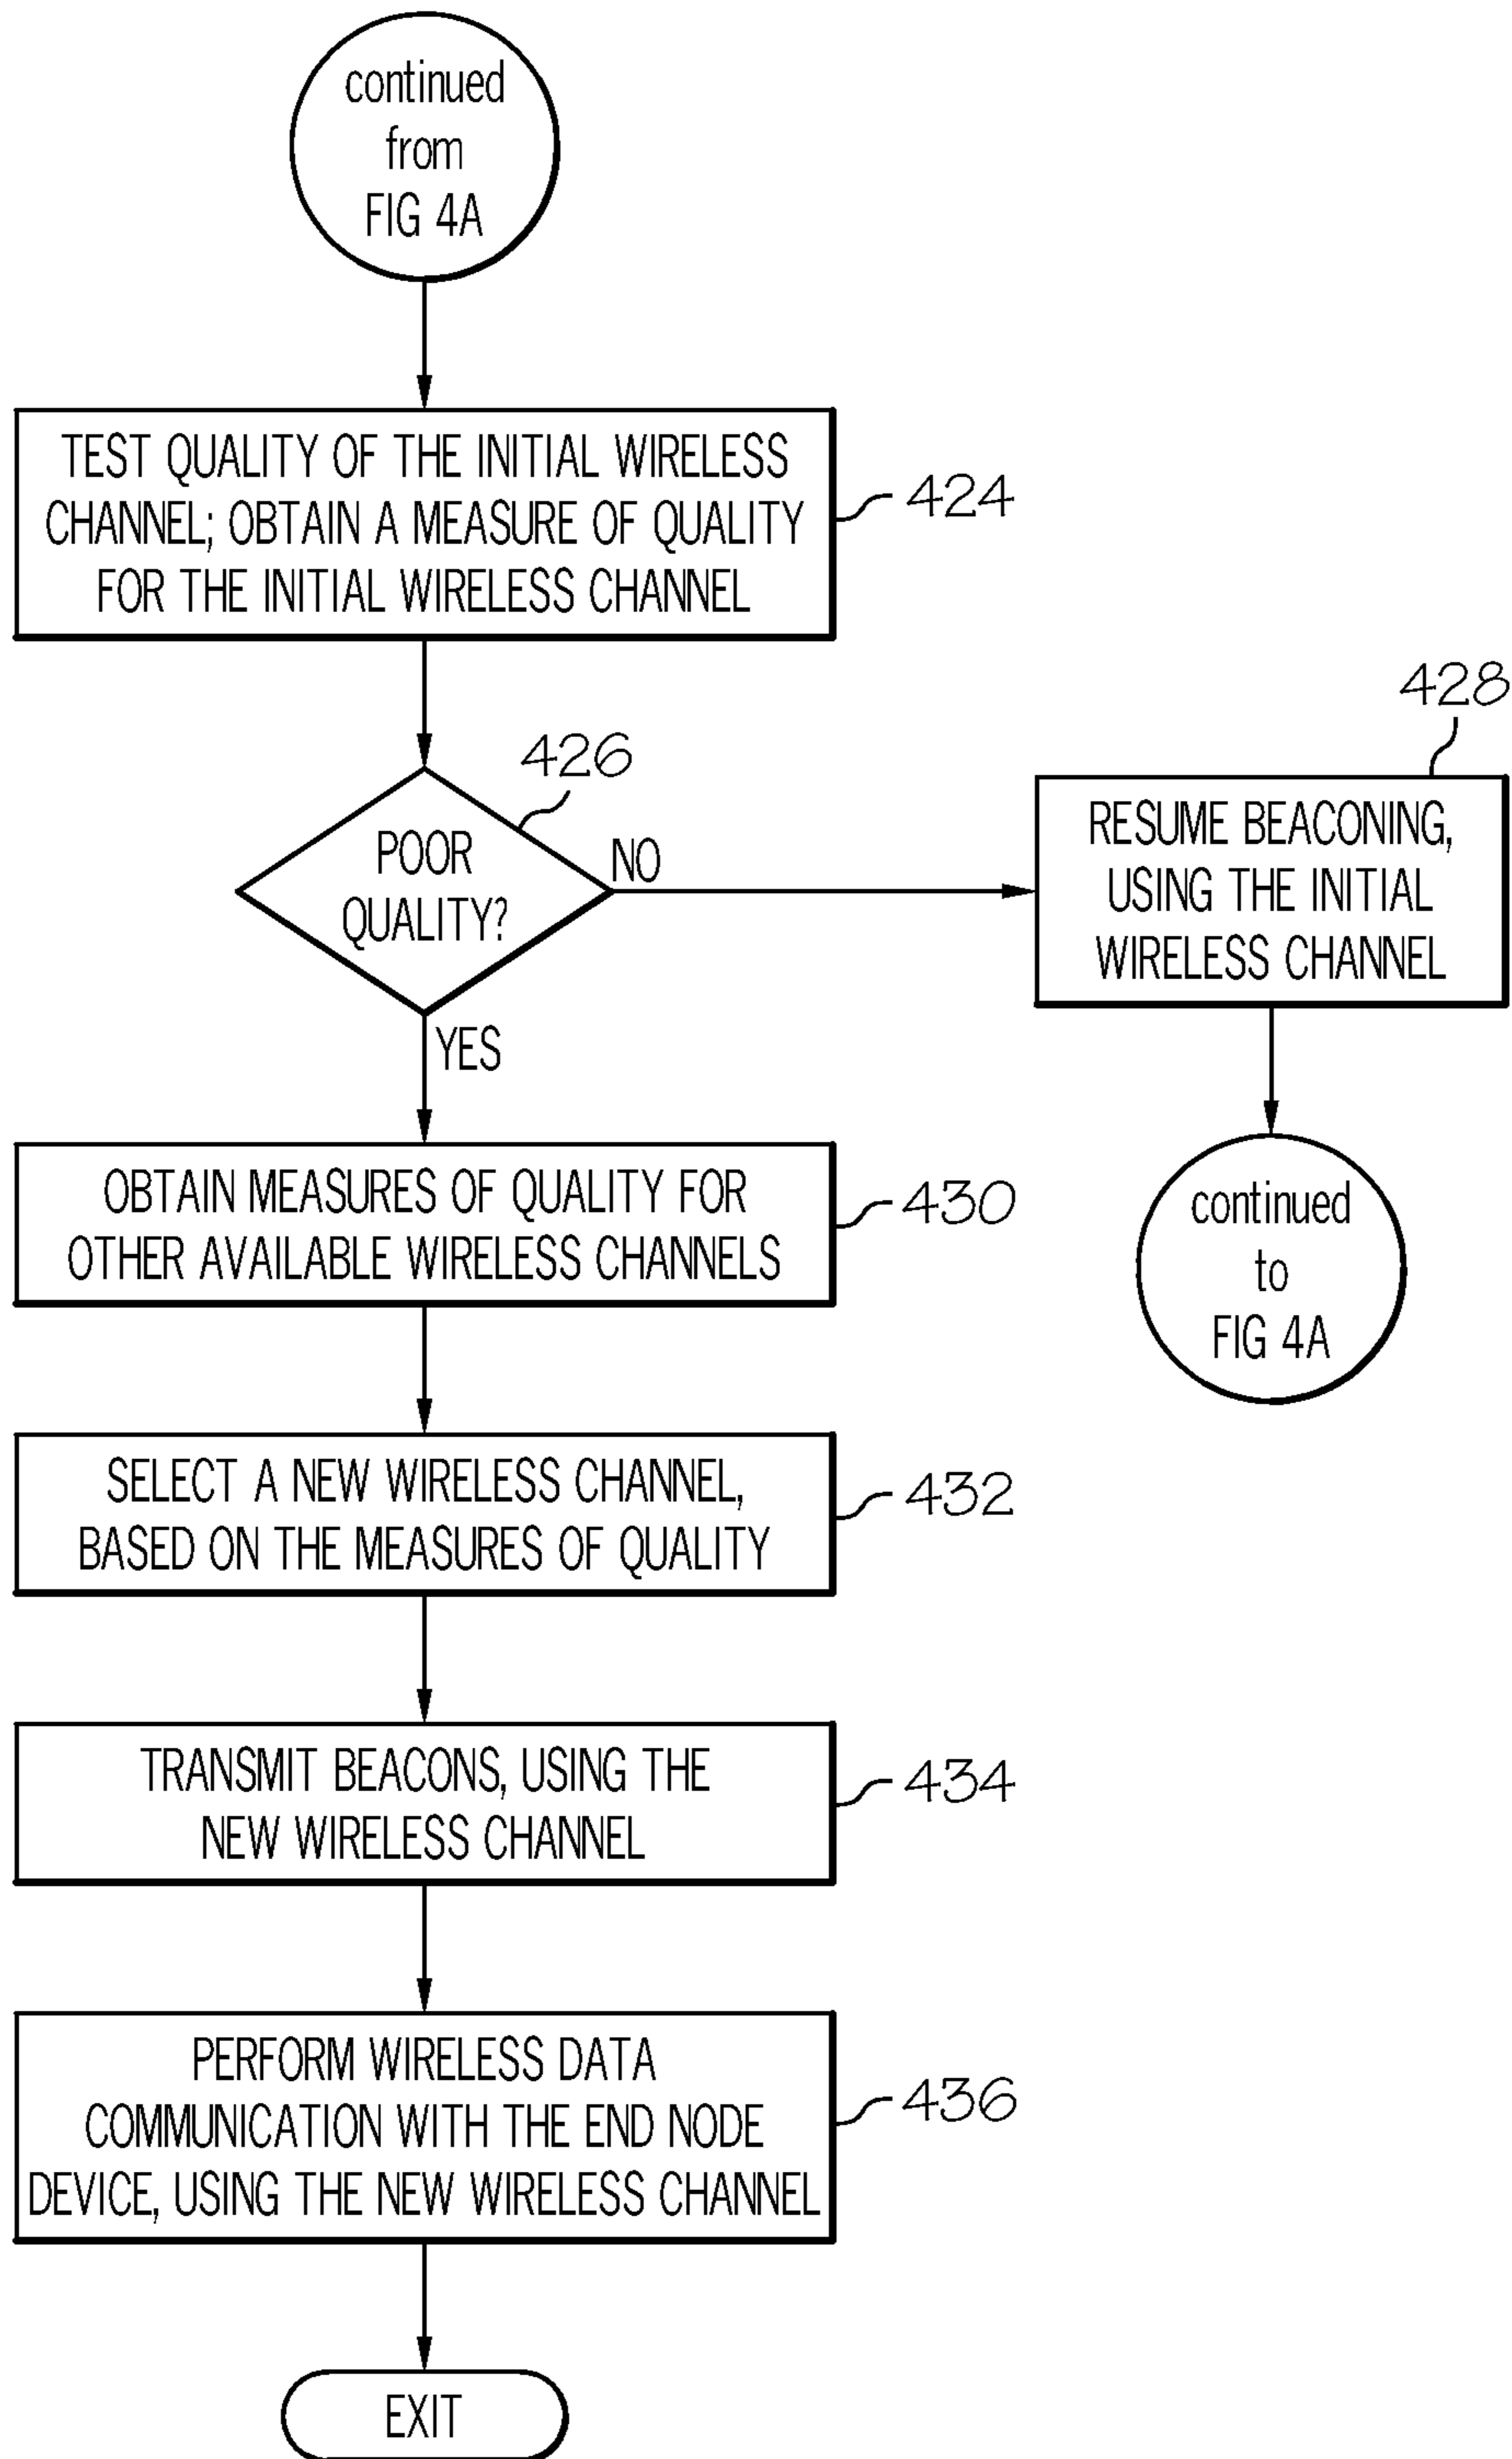 continued
from
FIG 4A
TEST QUALITY OF THE INITIAL WIRELESS
CHANNEL; OBTAIN A MEASURE OF QUALITY
FOR THE INITIAL WIRELESS CHANNEL
424
426
POOR
QUALITY?
NO
YES
428
RESUME BEACONING,
USING THE INITIAL
WIRELESS CHANNEL
continued
to
FIG 4A
OBTAIN MEASURES OF QUALITY FOR
OTHER AVAILABLE WIRELESS CHANNELS
430
SELECT A NEW WIRELESS CHANNEL,
BASED ON THE MEASURES OF QUALITY
432
TRANSMIT BEACONS, USING THE
NEW WIRELESS CHANNEL
434
PERFORM WIRELESS DATA
COMMUNICATION WITH THE END NODE
DEVICE, USING THE NEW WIRELESS CHANNEL
436
EXIT